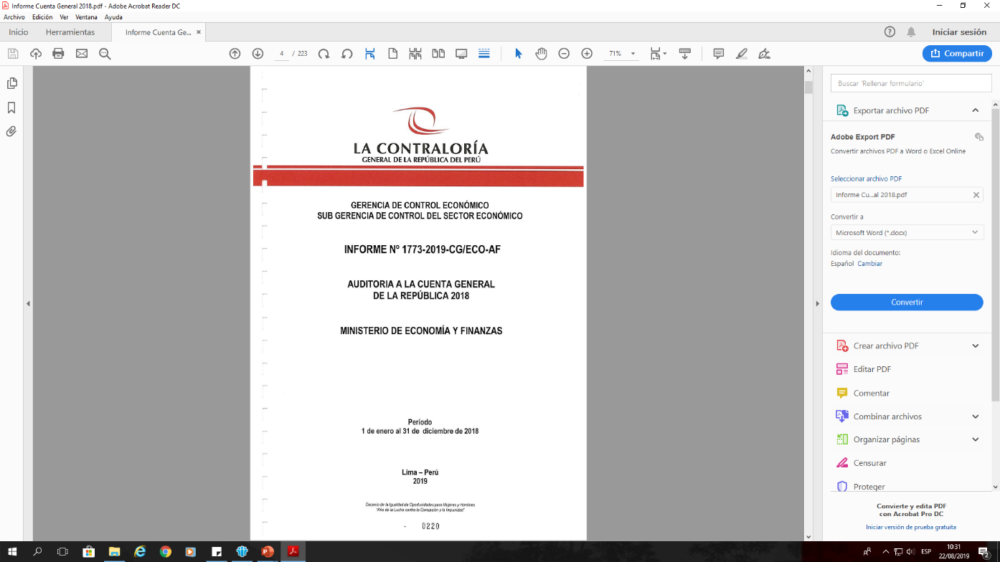 Informe Cuenta General 2018.pdf - Adobe Acrobat Reader DC
Archivo Edición Ver Ventana Ayuda
Inicio Herramientas Informe Cuenta Ge... × Iniciar sesión
4 / 223 71% Compartir
LA CONTRALORÍA
GENERAL DE LA REPÚBLICA DEL PERÚ
GERENCIA DE CONTROL ECONÓMICO
SUB GERENCIA DE CONTROL DEL SECTOR ECONÓMICO
INFORME Nº 1773-2019-CG/ECO-AF
AUDITORIA A LA CUENTA GENERAL
DE LA REPÚBLICA 2018
MINISTERIO DE ECONOMÍA Y FINANZAS
Período
1 de enero al 31 de diciembre de 2018
Lima – Perú
2019
Decenio de la Igualdad de Oportunidades para Mujeres y Hombres
"Año de la Lucha contra la Corrupción y la Impunidad"
- 0220
Buscar 'Rellenar formulario'
Exportar archivo PDF
Adobe Export PDF
Convertir archivos PDF a Word o Excel Online
Seleccionar archivo PDF
Informe Cu...al 2018.pdf
Convertir a
Microsoft Word (*.docx)
Idioma del documento:
Español Cambiar
Convertir
Crear archivo PDF
Editar PDF
Comentar
Combinar archivos
Organizar páginas
Censurar
Proteger
Convierte y edita PDF
con Acrobat Pro DC
Iniciar versión de prueba gratuita
ESP
10:31
22/08/2019
2